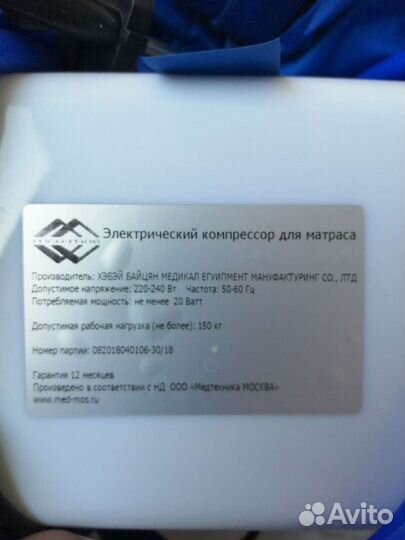 Электрический компрессор для матраса
Производитель: ХЭБЭЙ БАЙЦЯН МЕДИКАЛ ЕГУИПМЕНТ МАНУФАКТУРИНГ СО., ЛТД
Допустимое напряжение: 220-240 Вт Частота: 50-60 Гц
Потребляемая мощность: не менее 20 Ватт
Допустимая рабочая нагрузка (не более): 150 кг
Номер партии: 082018040106-30/18
Гарантия 12 месяцев
Произведено в соответствии с НД ООО «Медтехника МОСКВА»
www.med-mos.ru
Avito